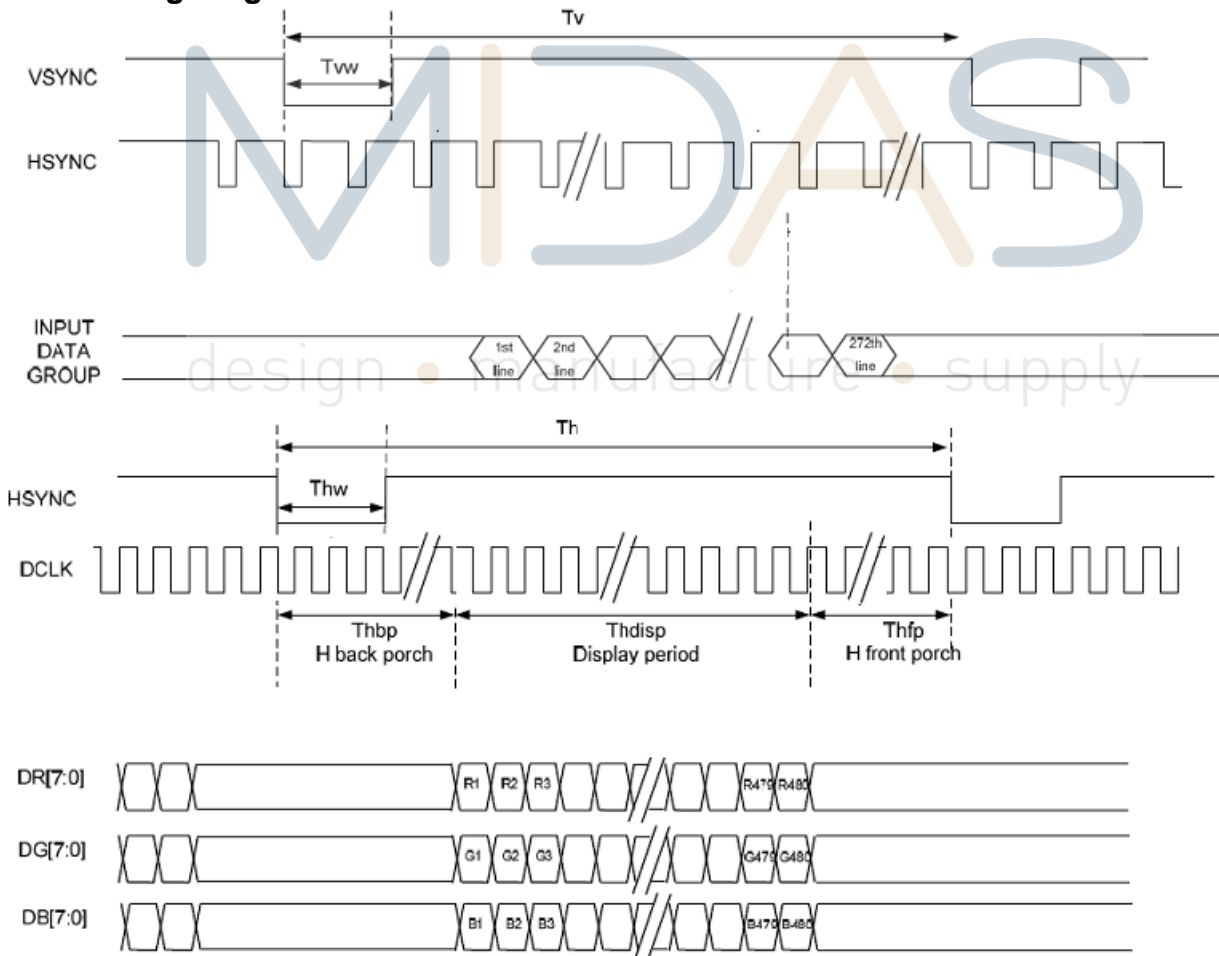 Tv
VSYNC
Tvw
HSYNC
MIDAS
INPUT
DATA
GROUP
1st
line
2nd
line
272th
line
design • manufacture • supply
Th
HSYNC
Thw
DCLK
Thbp
H back porch
Thdisp
Display period
Thfp
H front porch
DR[7:0]
R1 R2 R3 R479 R480
DG[7:0]
G1 G2 G3 G479 G480
DB[7:0]
B1 B2 B3 B479 B480